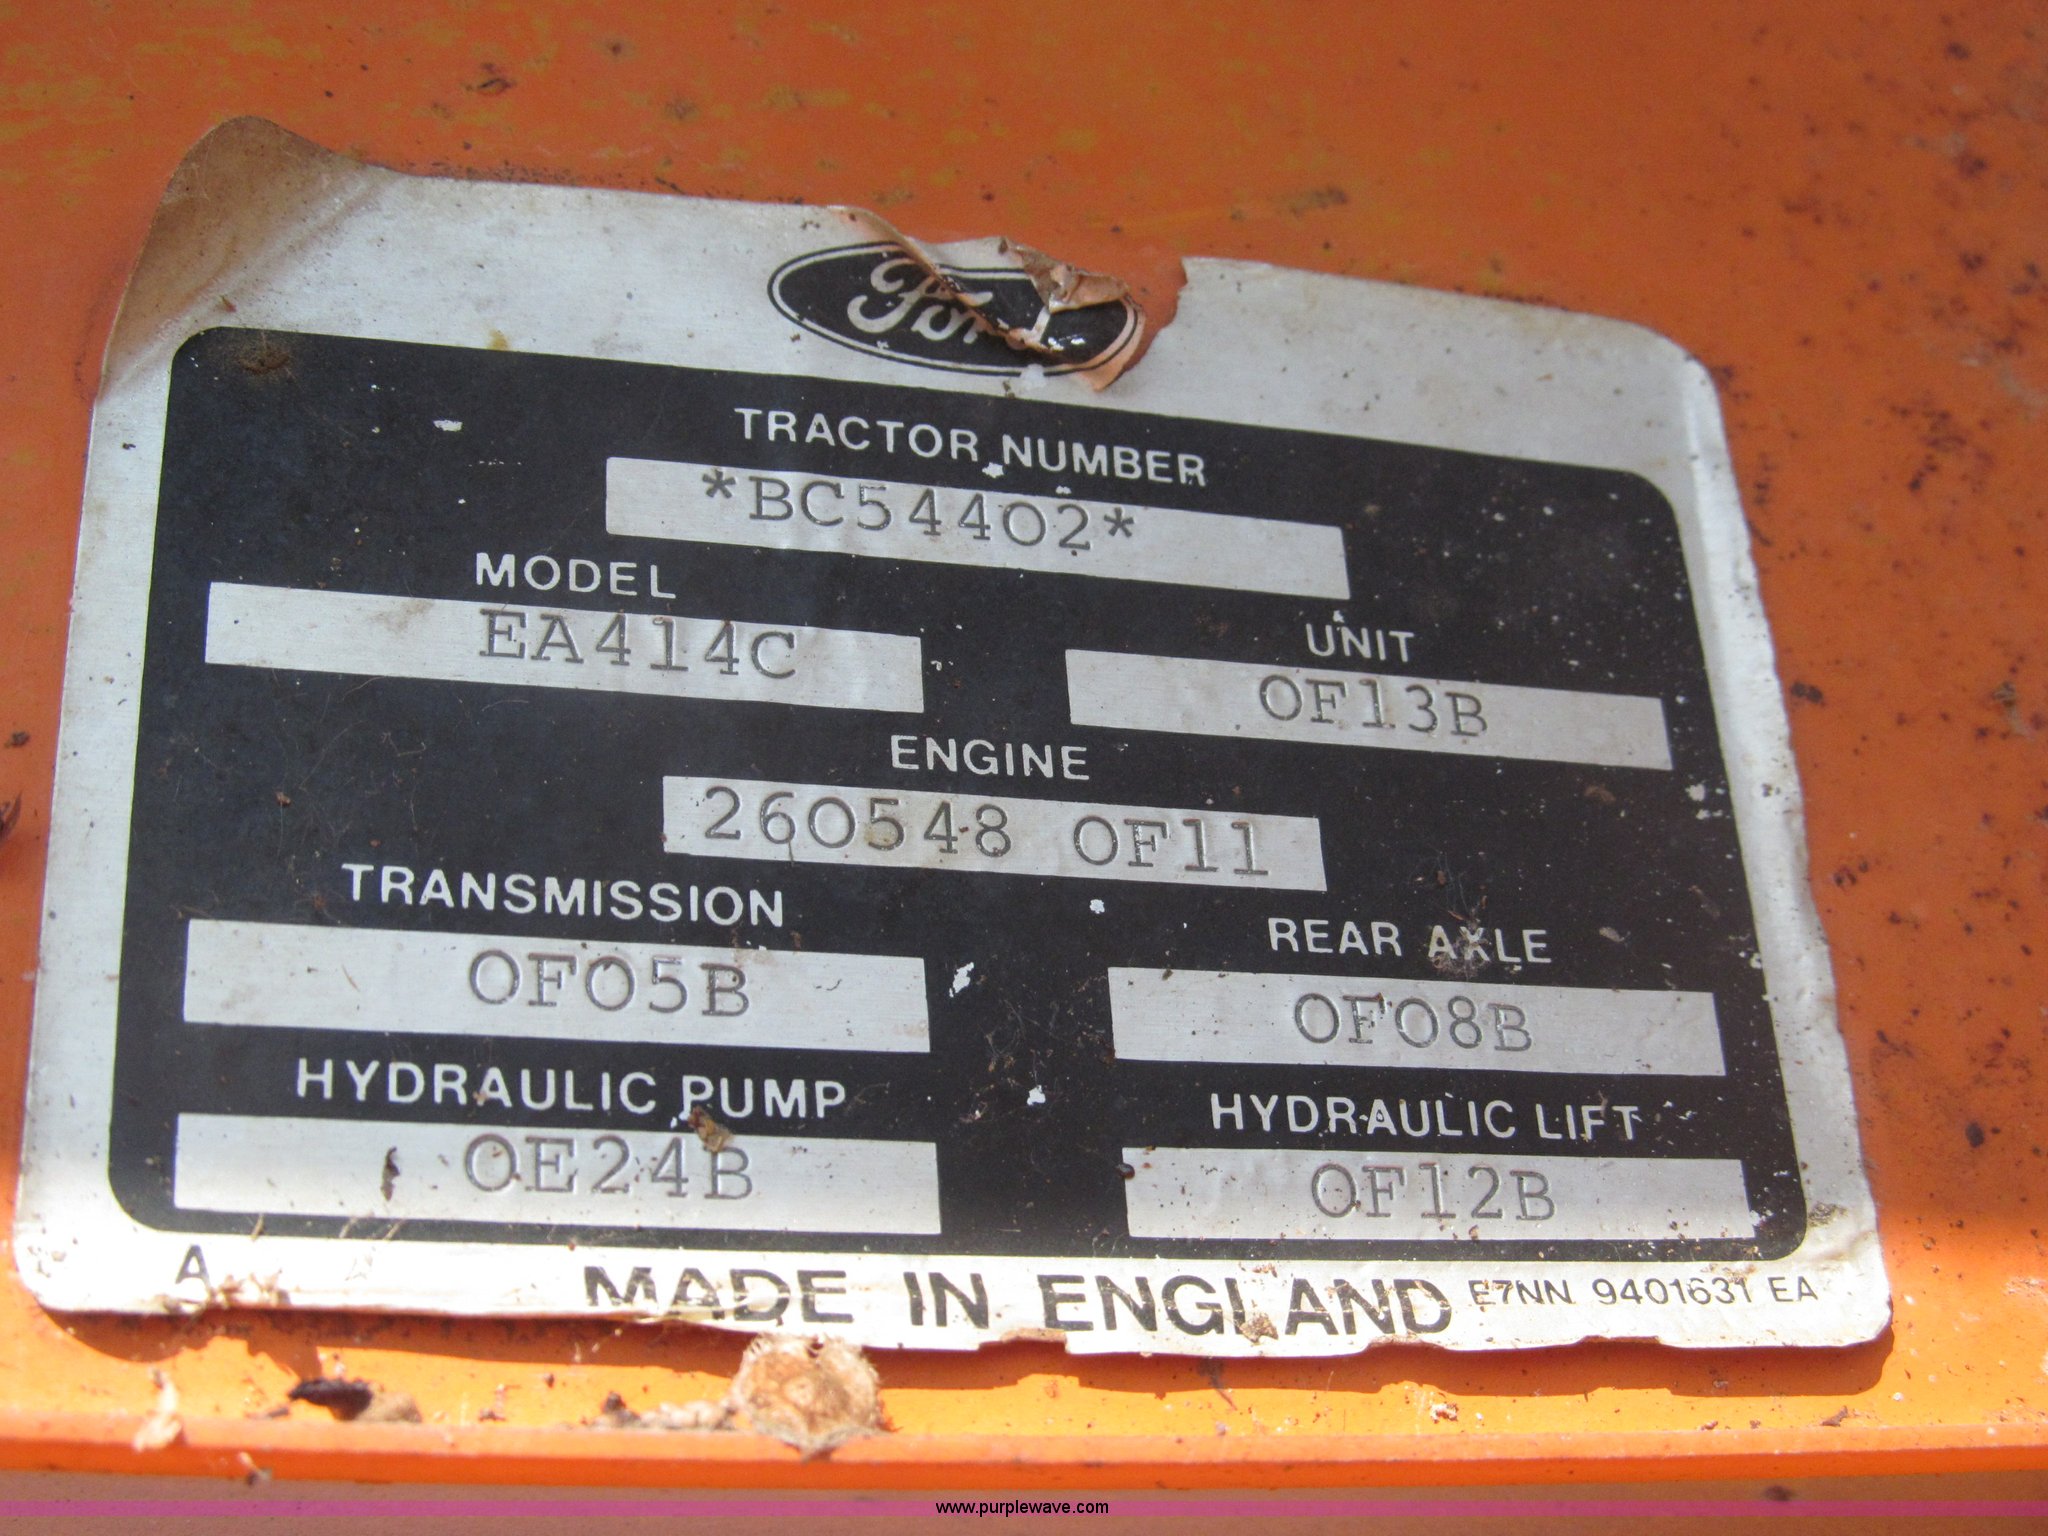 Ford
TRACTOR NUMBER
*BC54402*
MODEL
EA414C
UNIT
OF13B
ENGINE
260548 OF11
TRANSMISSION
OF05B
REAR AXLE
OF08B
HYDRAULIC PUMP
OE24B
HYDRAULIC LIFT
OF12B
A
MADE IN ENGLAND
E7NN 9401631 EA
www.purplewave.com